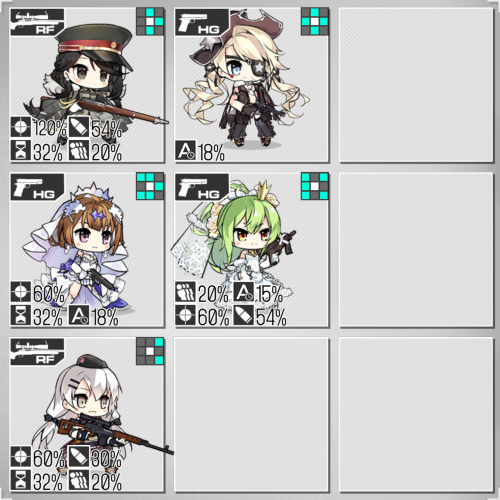 RF
HG
120% 54%
32% 20%
A 18%
HG
HG
60%
32% A 18%
20% A 15%
60% 54%
RF
60% 30%
32% 20%